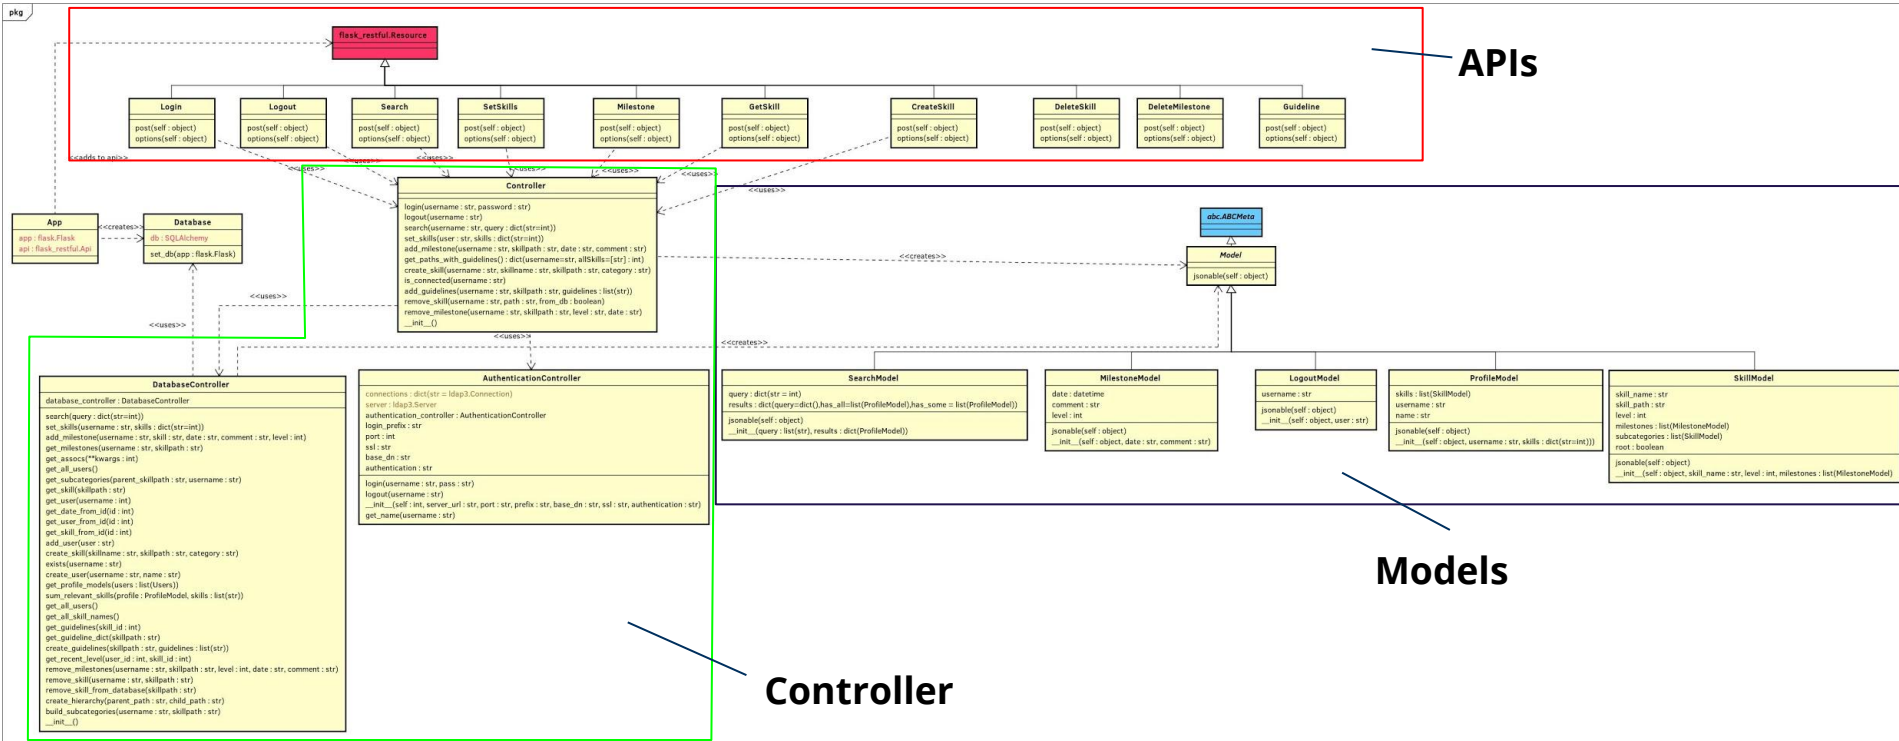 pkg
flask_restful.Resource
APIs
Login
post(self : object)
options(self : object)
Logout
post(self : object)
options(self : object)
Search
post(self : object)
options(self : object)
SetSkills
post(self : object)
options(self : object)
Milestone
post(self : object)
options(self : object)
GetSkill
post(self : object)
options(self : object)
CreateSkill
post(self : object)
options(self : object)
DeleteSkill
post(self : object)
options(self : object)
DeleteMilestone
post(self : object)
options(self : object)
Guideline
post(self : object)
options(self : object)
<<adds to api>>
<<uses>>
<<uses>>
<<uses>>
<<uses>>
<<uses>>
<<uses>>
<<uses>>
App
app : flask.Flask
api : flask_restful.Api
<<creates>>
Database
db : SQLAlchemy
set_db(app : flask.Flask)
Controller
login(username : str, password : str)
logout(username : str)
search(username : str, query : dict(str=int))
set_skills(user : str, skills : dict(str=int))
add_milestone(username : str, skillpath : str, date : str, comment : str)
get_paths_with_guidelines() : dict(username=str, allSkills=[str] : int)
create_skill(username : str, skillname : str, skillpath : str, category : str)
is_connected(username : str)
add_guidelines(username : str, skillpath : str, guidelines : list(str))
remove_skill(username : str, path : str, from_db : boolean)
remove_milestone(username : str, skillpath : str, level : str, date : str)
__init__()
<<creates>>
abc.ABCMeta
Model
jsonable(self : object)
<<uses>>
<<uses>>
<<uses>>
<<creates>>
DatabaseController
database_controller : DatabaseController
search(query : dict(str=int))
set_skills(username : str, skills : dict(str=int))
add_milestone(username : str, skill : str, date : str, comment : str, level : int)
get_milestones(username : str, skillpath : str)
get_assocs(**kwargs : int)
get_all_users()
get_subcategories(parent_skillpath : str, username : str)
get_skill(skillpath : str)
get_user(username : int)
get_date_from_id(id : int)
get_user_from_id(id : int)
get_skill_from_id(id : int)
add_user(user : str)
create_skill(skillname : str, skillpath : str, category : str)
exists(username : str)
create_user(username : str, name : str)
get_profile_models(users : list(Users))
sum_relevant_skills(profile : ProfileModel, skills : list(str))
get_all_users()
get_all_skill_names()
get_guidelines(skill_id : int)
get_guideline_dict(skillpath : str)
create_guidelines(skillpath : str, guidelines : list(str))
get_recent_level(user_id : int, skill_id : int)
remove_milestones(username : str, skillpath : str, level : int, date : str, comment : str)
remove_skill(username : str, skillpath : str)
remove_skill_from_database(skillpath : str)
create_hierarchy(parent_path : str, child_path : str)
build_subcategories(username : str, skillpath : str)
__init__()
AuthenticationController
connections : dict(str = ldap3.Connection)
server : ldap3.Server
authentication_controller : AuthenticationController
login_prefix : str
port : int
ssl : str
base_dn : str
authentication : str
login(username : str, pass : str)
logout(username : str)
__init__(self : int, server_url : str, port : str, prefix : str, base_dn : str, ssl : str, authentication : str)
get_name(username : str)
SearchModel
query : dict(str = int)
results : dict(query=dict(),has_all=list(ProfileModel),has_some = list(ProfileModel))
jsonable(self : object)
__init__(query : list(str), results : dict(ProfileModel))
MilestoneModel
date : datetime
comment : str
level : int
jsonable(self : object)
__init__(self : object, date : str, comment : str)
LogoutModel
username : str
jsonable(self : object)
__init__(self : object, user : str)
ProfileModel
skills : list(SkillModel)
username : str
name : str
jsonable(self : object)
__init__(self : object, username : str, skills : dict(str=int)))
SkillModel
skill_name : str
skill_path : str
level : int
milestones : list(MilestoneModel)
subcategories : list(SkillModel)
root : boolean
jsonable(self : object)
__init__(self : object, skill_name : str, level : int, milestones : list(MilestoneModel)
Models
Controller